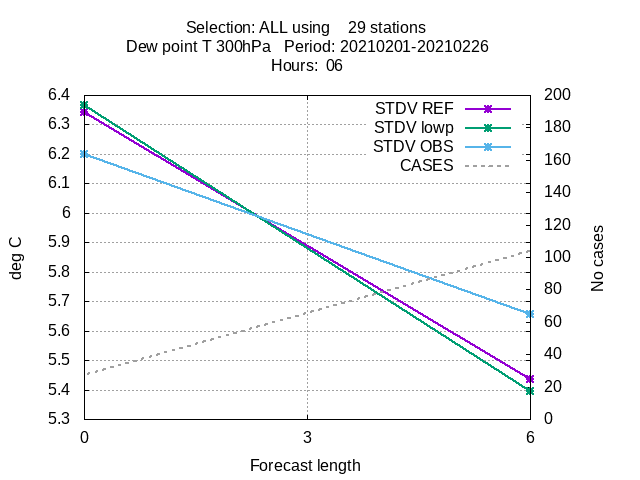 Selection: ALL using    29 stations
Dew point T 300hPa   Period: 20210201-20210226
Hours:  06
6.4
6.3
6.2
6.1
6
5.9
5.8
5.7
5.6
5.5
5.4
5.3
deg C
STDV REF
STDV lowp
STDV OBS
CASES
200
180
160
140
120
100
80
60
40
20
0
No cases
0
3
6
Forecast length